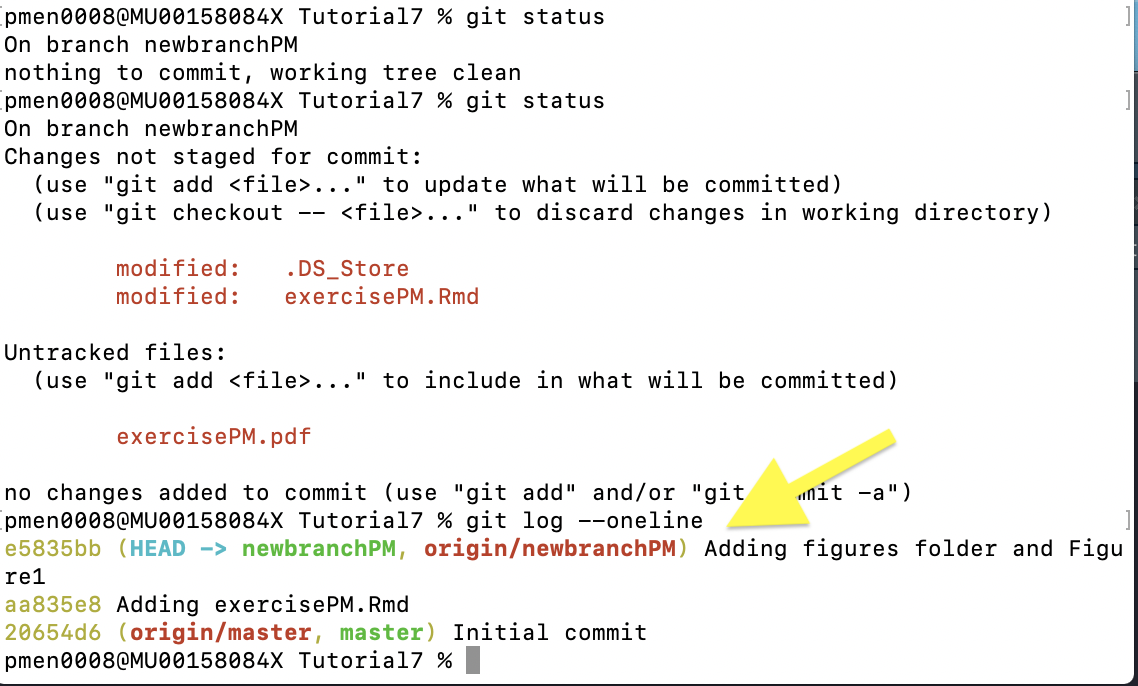 pmen0008@MU00158084X Tutorial7 % git status
On branch newbranchPM
nothing to commit, working tree clean
pmen0008@MU00158084X Tutorial7 % git status
On branch newbranchPM
Changes not staged for commit:
  (use "git add <file>..." to update what will be committed)
  (use "git checkout -- <file>..." to discard changes in working directory)
        modified:   .DS_Store
        modified:   exercisePM.Rmd
Untracked files:
  (use "git add <file>..." to include in what will be committed)
        exercisePM.pdf
no changes added to commit (use "git add" and/or "git mit -a")
pmen0008@MU00158084X Tutorial7 % git log --oneline
e5835bb (HEAD -> newbranchPM, origin/newbranchPM) Adding figures folder and Figu
re1
aa835e8 Adding exercisePM.Rmd
20654d6 (origin/master, master) Initial commit
pmen0008@MU00158084X Tutorial7 %